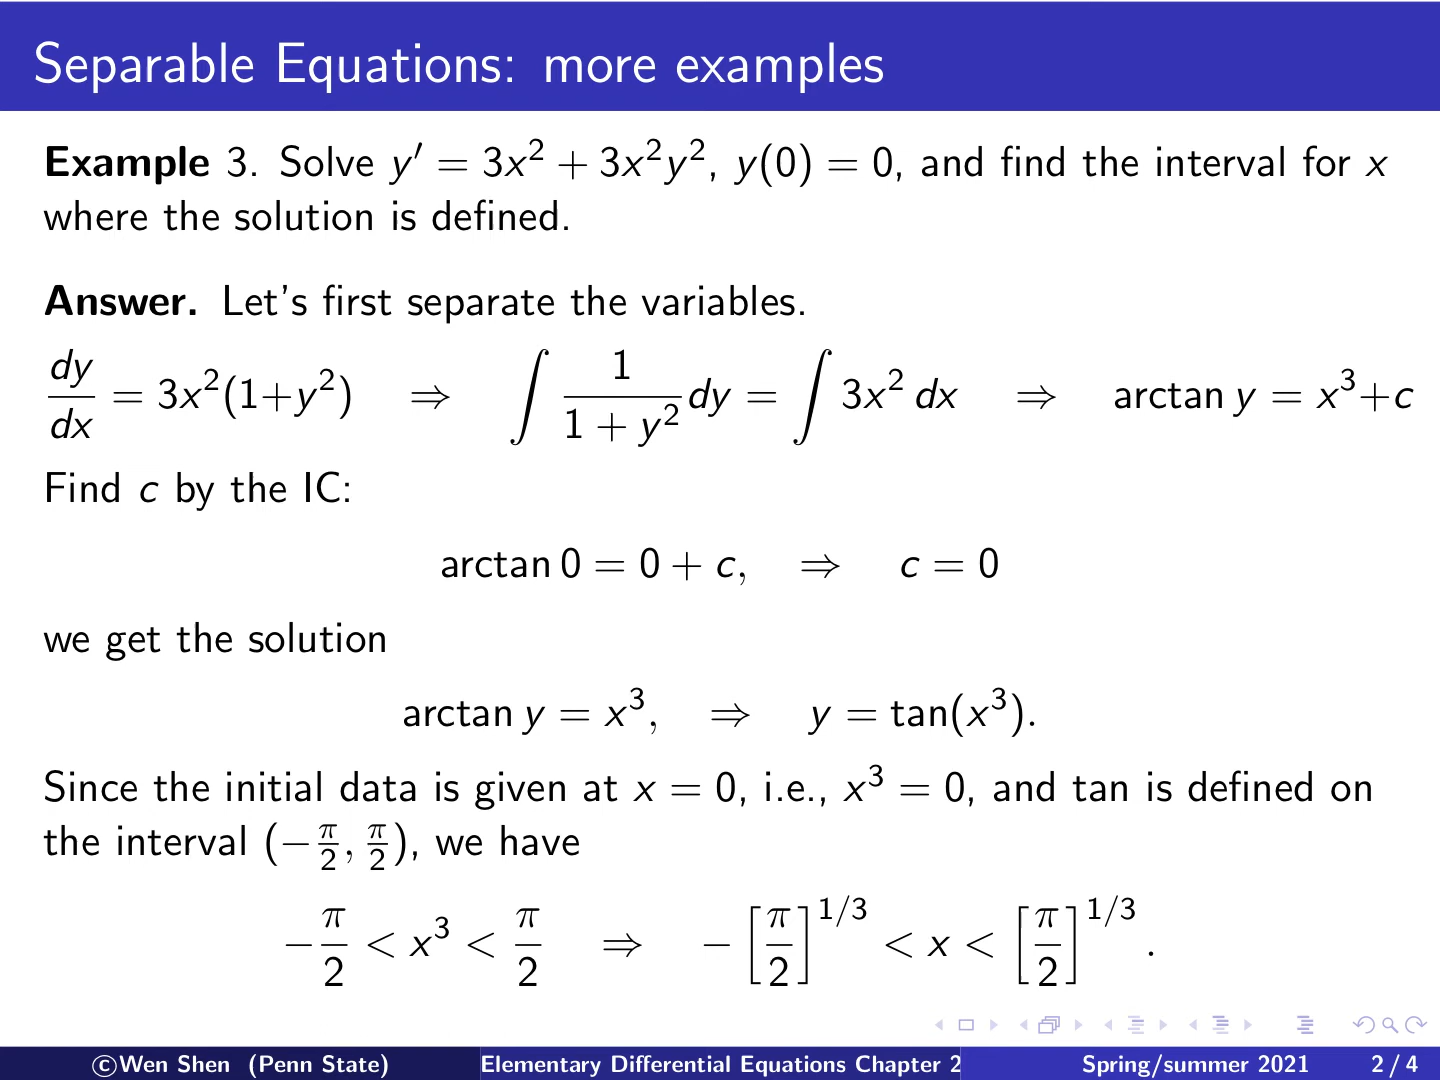 Separable Equations: more examples
Example 3. Solve y′ = 3x² + 3x²y², y(0) = 0, and find the interval for x
where the solution is defined.
Answer. Let's first separate the variables.
dy/dx = 3x²(1+y²) ⇒ ∫ 1/(1 + y²) dy = ∫ 3x² dx ⇒ arctan y = x³+c
Find c by the IC:
arctan 0 = 0 + c, ⇒ c = 0
we get the solution
arctan y = x³, ⇒ y = tan(x³).
Since the initial data is given at x = 0, i.e., x³ = 0, and tan is defined on
the interval (−π/2, π/2), we have
−π/2 < x³ < π/2 ⇒ −[π/2]^{1/3} < x < [π/2]^{1/3}.
©Wen Shen (Penn State) Elementary Differential Equations Chapter 2 Spring/summer 2021 2 / 4